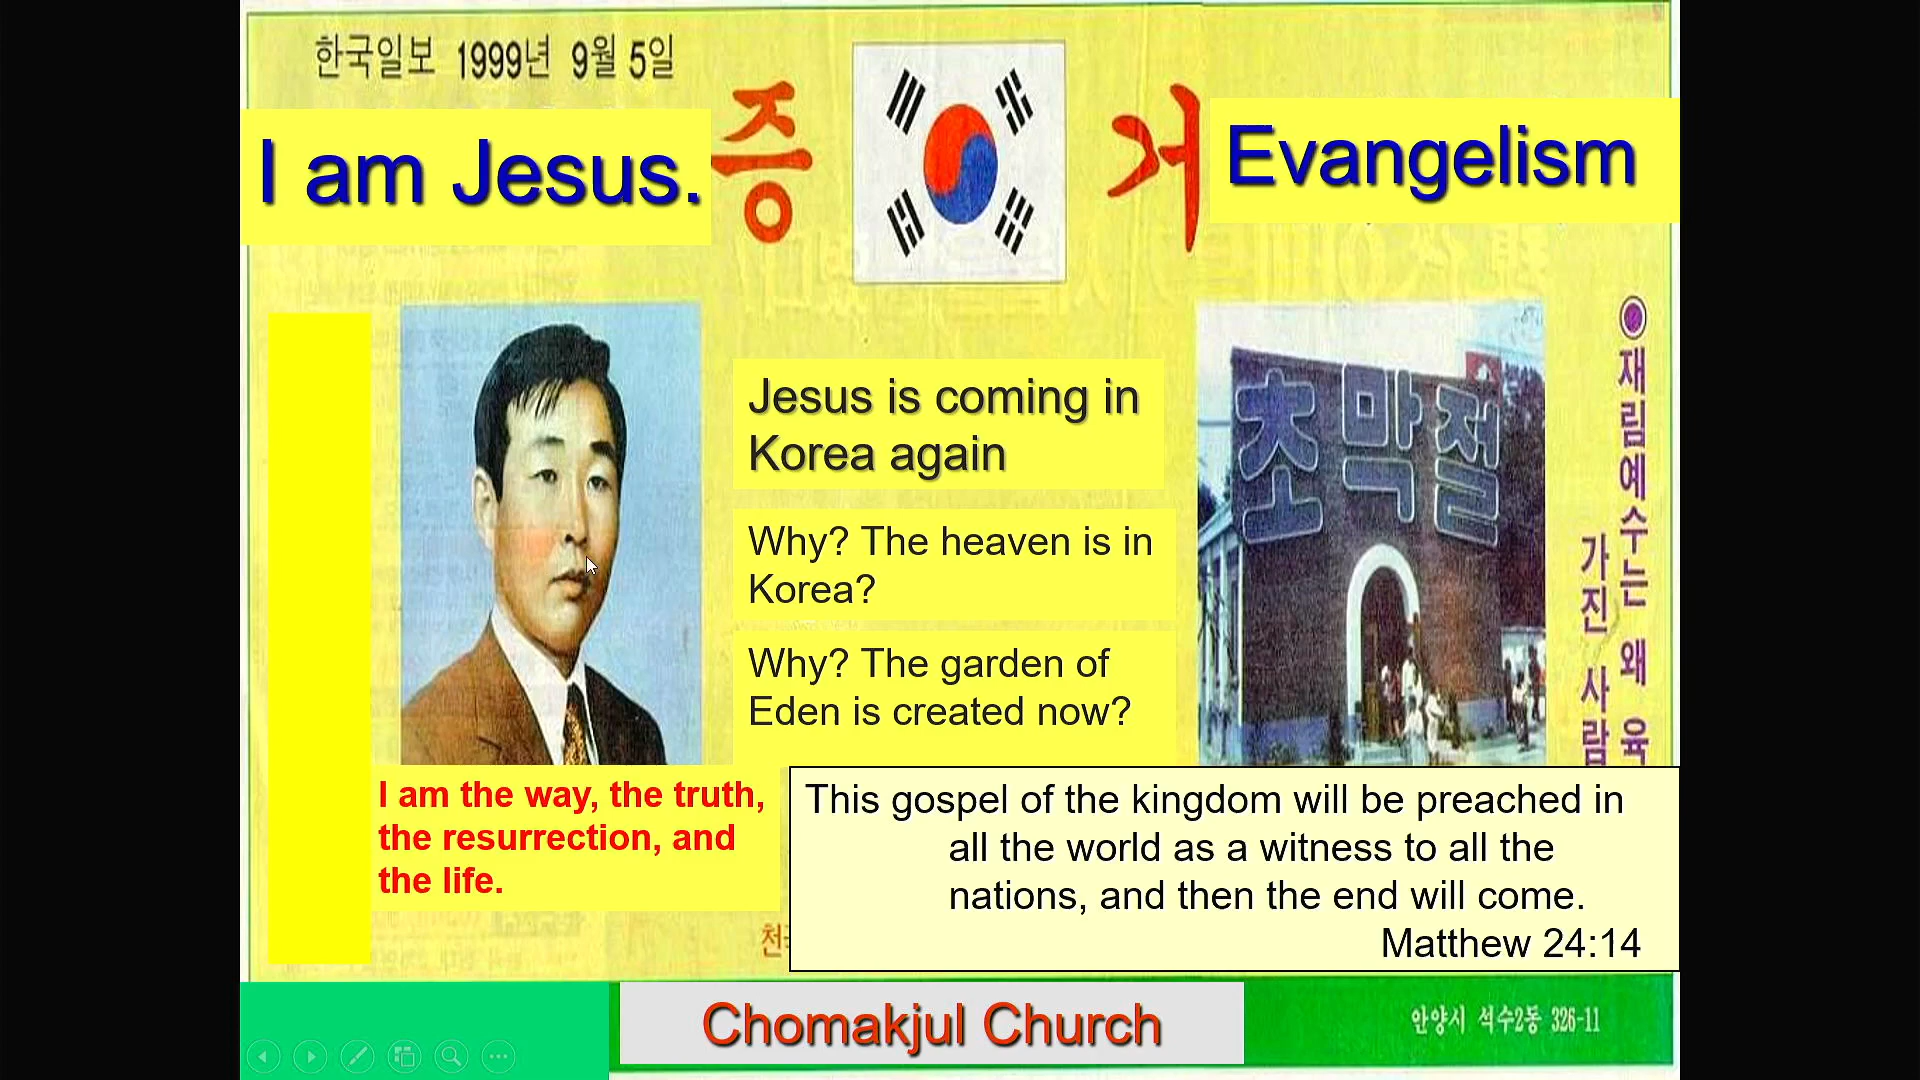 한국일보 1999년 9월 5일
I am Jesus.
증 거
Evangelism
Jesus is coming in
Korea again
Why? The heaven is in
Korea?
Why? The garden of
Eden is created now?
초막절
재림예수는 왜 육
가진 사람
I am the way, the truth,
the resurrection, and
the life.
This gospel of the kingdom will be preached in
all the world as a witness to all the
nations, and then the end will come.
Matthew 24:14
천
Chomakjul Church
안양시 석수2동 326-11